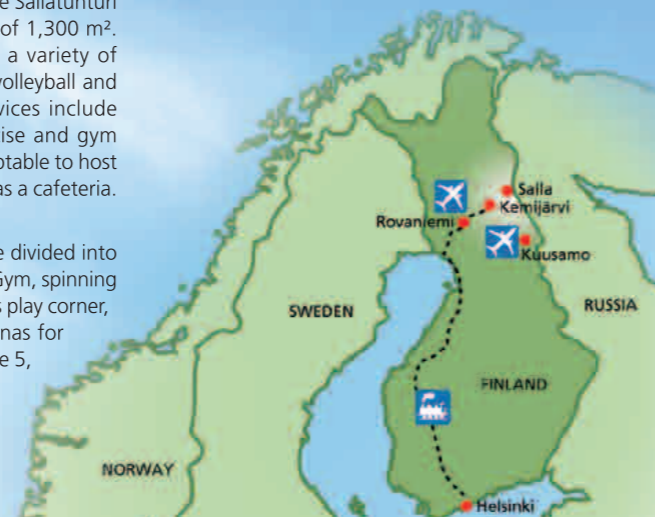 e Sallatunturi
of 1,300 m².
a variety of
volleyball and
vices include
ise and gym
ptable to host
as a cafeteria.
e divided into
Gym, spinning
s play corner,
nas for
e 5,
Salla
Kemijärvi
Rovaniemi
Kuusamo
SWEDEN
RUSSIA
FINLAND
NORWAY
Helsinki